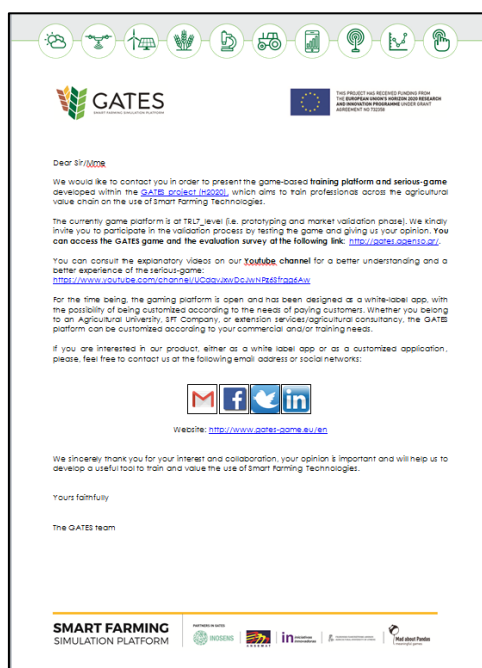 GATES
SMART FARMING SIMULATION PLATFORM
THIS PROJECT HAS RECEIVED FUNDING FROM
THE EUROPEAN UNION'S HORIZON 2020 RESEARCH
AND INNOVATION PROGRAMME UNDER GRANT
AGREEMENT NO 732358
Dear Sir/Mme
We would like to contact you in order to present the game-based training platform and serious-game
developed within the GATES project (H2020), which aims to train professionals across the agricultural
value chain on the use of Smart Farming Technologies.
The currently game platform is at TRL7_level (i.e. prototyping and market validation phase). We kindly
invite you to participate in the validation process by testing the game and giving us your opinion. You
can access the GATES game and the evaluation survey at the following link: http://gates.agenso.gr/.
You can consult the explanatory videos on our Youtube channel for a better understanding and a
better experience of the serious-game:
For the time being, the gaming platform is open and has been designed as a white-label app, with
the possibility of being customized according to the needs of paying customers. Whether you belong
to an Agricultural University, SFT Company, or extension services/agricultural consultancy, the GATES
platform can be customized according to your commercial and/or training needs.
If you are interested in our product, either as a white label app or as a customized application,
please, feel free to contact us at the following email address or social networks:
Website: http://www.gates-game.eu/en
We sincerely thank you for your interest and collaboration, your opinion is important and will help us to
develop a useful tool to train and value the use of Smart Farming Technologies.
Yours faithfully
The GATES team
SMART FARMING
SIMULATION PLATFORM
PARTNERS IN GATES
INOSENS
in iniciativas innovadoras
Mad about Pandas